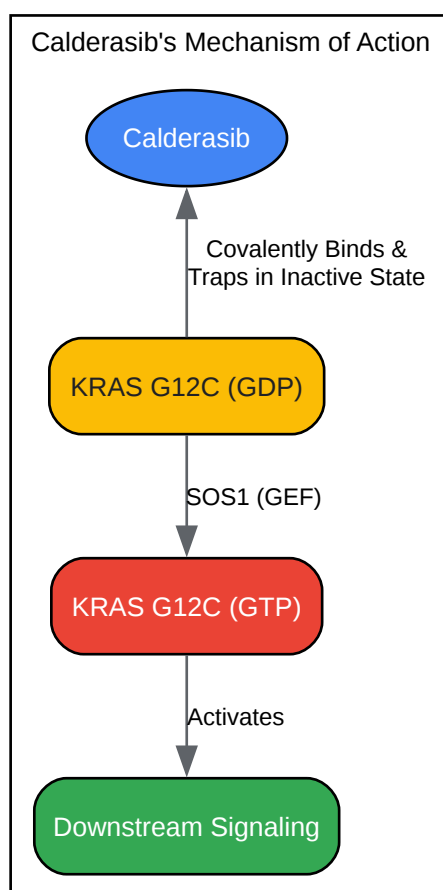 Calderasib's Mechanism of Action
Calderasib
Covalently Binds &
Traps in Inactive State
KRAS G12C (GDP)
SOS1 (GEF)
KRAS G12C (GTP)
Activates
Downstream Signaling